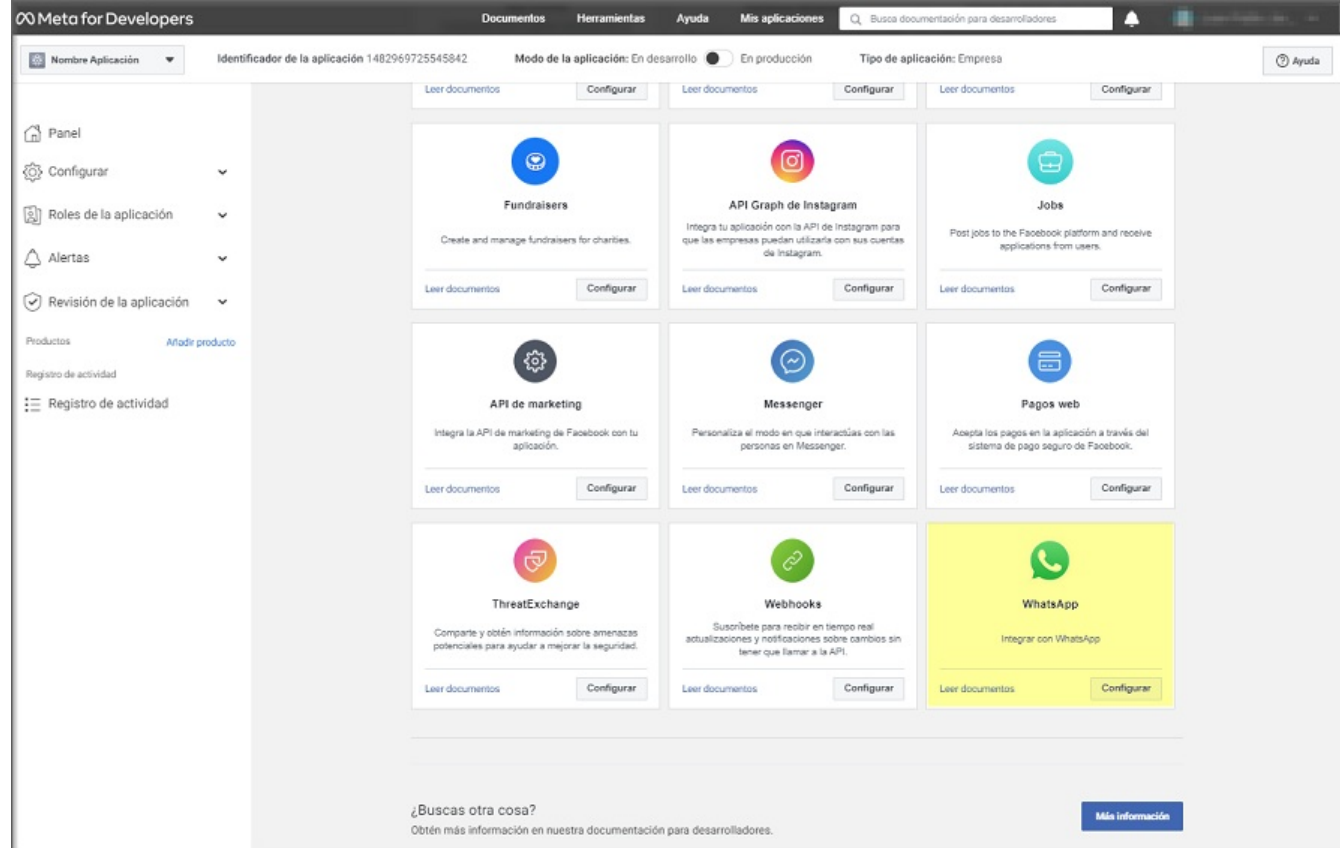 Meta for Developers
Documentos
Herramientas
Ayuda
Mis aplicaciones
Busca documentación para desarrolladores
Nombre Aplicación
Identificador de la aplicación 1482969725545842
Modo de la aplicación: En desarrollo
En producción
Tipo de aplicación: Empresa
Ayuda
Panel
Configurar
Roles de la aplicación
Alertas
Revisión de la aplicación
Productos
Añadir producto
Registro de actividad
Registro de actividad
Leer documentos
Configurar
Leer documentos
Configurar
Leer documentos
Configurar
Fundraisers
Create and manage fundraisers for charities.
Leer documentos
Configurar
API Graph de Instagram
Integra tu aplicación con la API de Instagram para
que las empresas puedan utilizarla con sus cuentas
de Instagram.
Leer documentos
Configurar
Jobs
Post jobs to the Facebook platform and receive
applications from users.
Leer documentos
Configurar
API de marketing
Integra la API de marketing de Facebook con tu
aplicación.
Leer documentos
Configurar
Messenger
Personaliza el modo en que interactúas con las
personas en Messenger.
Leer documentos
Configurar
Pagos web
Acepta los pagos en la aplicación a través del
sistema de pago seguro de Facebook.
Leer documentos
Configurar
ThreatExchange
Comparte y obtén información sobre amenazas
potenciales para ayudar a mejorar la seguridad.
Leer documentos
Configurar
Webhooks
Suscríbete para recibir en tiempo real
actualizaciones y notificaciones sobre cambios sin
tener que llamar a la API.
Leer documentos
Configurar
WhatsApp
Integrar con WhatsApp
Leer documentos
Configurar
¿Buscas otra cosa?
Obtén más información en nuestra documentación para desarrolladores.
Más información